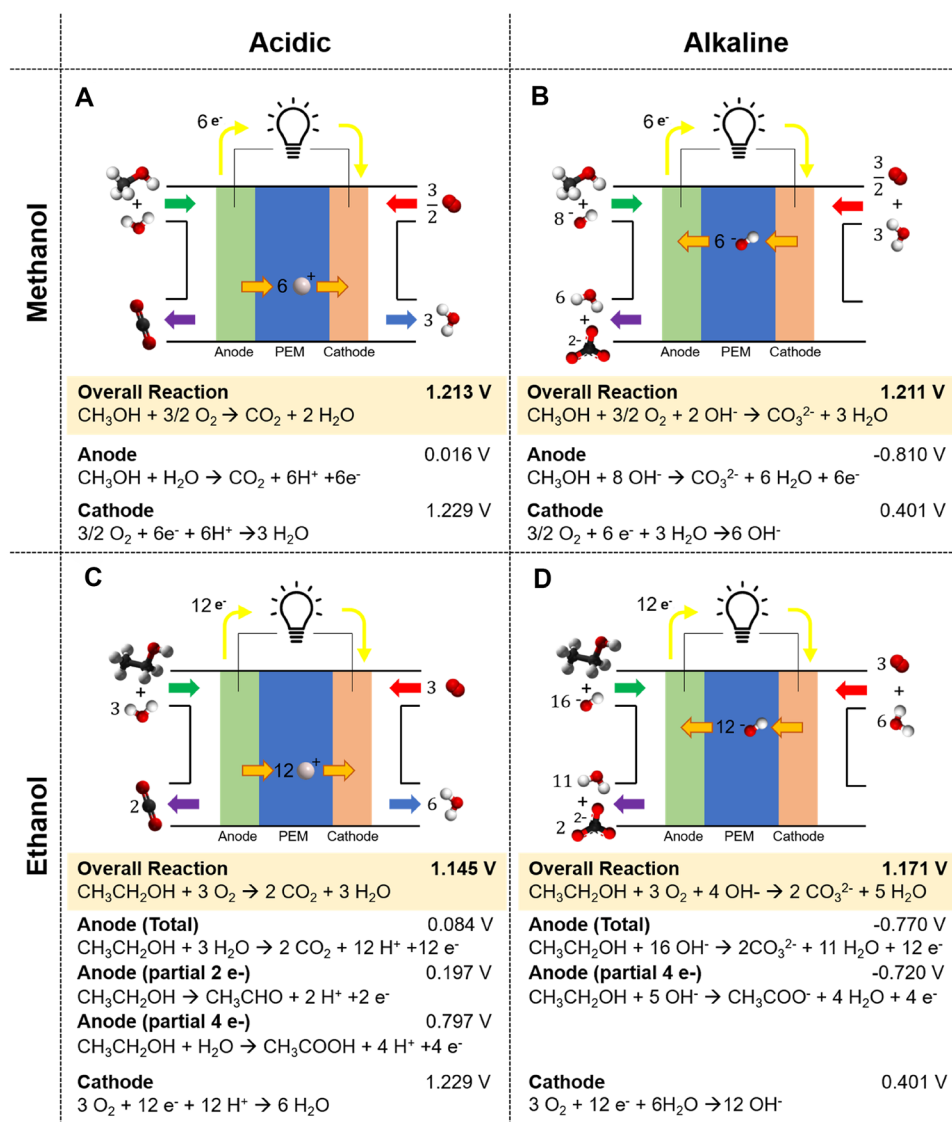 Acidic
Alkaline
Methanol
A
6 e-
+
3
2
6 +
3
Anode PEM Cathode
Overall Reaction 1.213 V
CH₃OH + 3/2 O₂ → CO₂ + 2 H₂O
Anode 0.016 V
CH₃OH + H₂O → CO₂ + 6H⁺ +6e⁻
Cathode 1.229 V
3/2 O₂ + 6e⁻ + 6H⁺ →3 H₂O
B
6 e-
3
2
+
8 -
+
3
6 -
6
+
2-
Anode PEM Cathode
Overall Reaction 1.211 V
CH₃OH + 3/2 O₂ + 2 OH⁻ → CO₃²⁻ + 3 H₂O
Anode -0.810 V
CH₃OH + 8 OH⁻ → CO₃²⁻ + 6 H₂O + 6e⁻
Cathode 0.401 V
3/2 O₂ + 6 e⁻ + 3 H₂O →6 OH⁻
Ethanol
C
12 e-
+
3
3
12 +
2
6
Anode PEM Cathode
Overall Reaction 1.145 V
CH₃CH₂OH + 3 O₂ → 2 CO₂ + 3 H₂O
Anode (Total) 0.084 V
CH₃CH₂OH + 3 H₂O → 2 CO₂ + 12 H⁺ +12 e⁻
Anode (partial 2 e-) 0.197 V
CH₃CH₂OH → CH₃CHO + 2 H⁺ +2 e⁻
Anode (partial 4 e-) 0.797 V
CH₃CH₂OH + H₂O → CH₃COOH + 4 H⁺ +4 e⁻
Cathode 1.229 V
3 O₂ + 12 e⁻ + 12 H⁺ → 6 H₂O
D
12 e-
3
+
16 -
+
6
12 -
11
+
2 2-
Anode PEM Cathode
Overall Reaction 1.171 V
CH₃CH₂OH + 3 O₂ + 4 OH- → 2 CO₃²⁻ + 5 H₂O
Anode (Total) -0.770 V
CH₃CH₂OH + 16 OH⁻ → 2CO₃²⁻ + 11 H₂O + 12 e⁻
Anode (partial 4 e-) -0.720 V
CH₃CH₂OH + 5 OH⁻ → CH₃COO⁻ + 4 H₂O + 4 e⁻
Cathode 0.401 V
3 O₂ + 12 e⁻ + 6H₂O →12 OH⁻